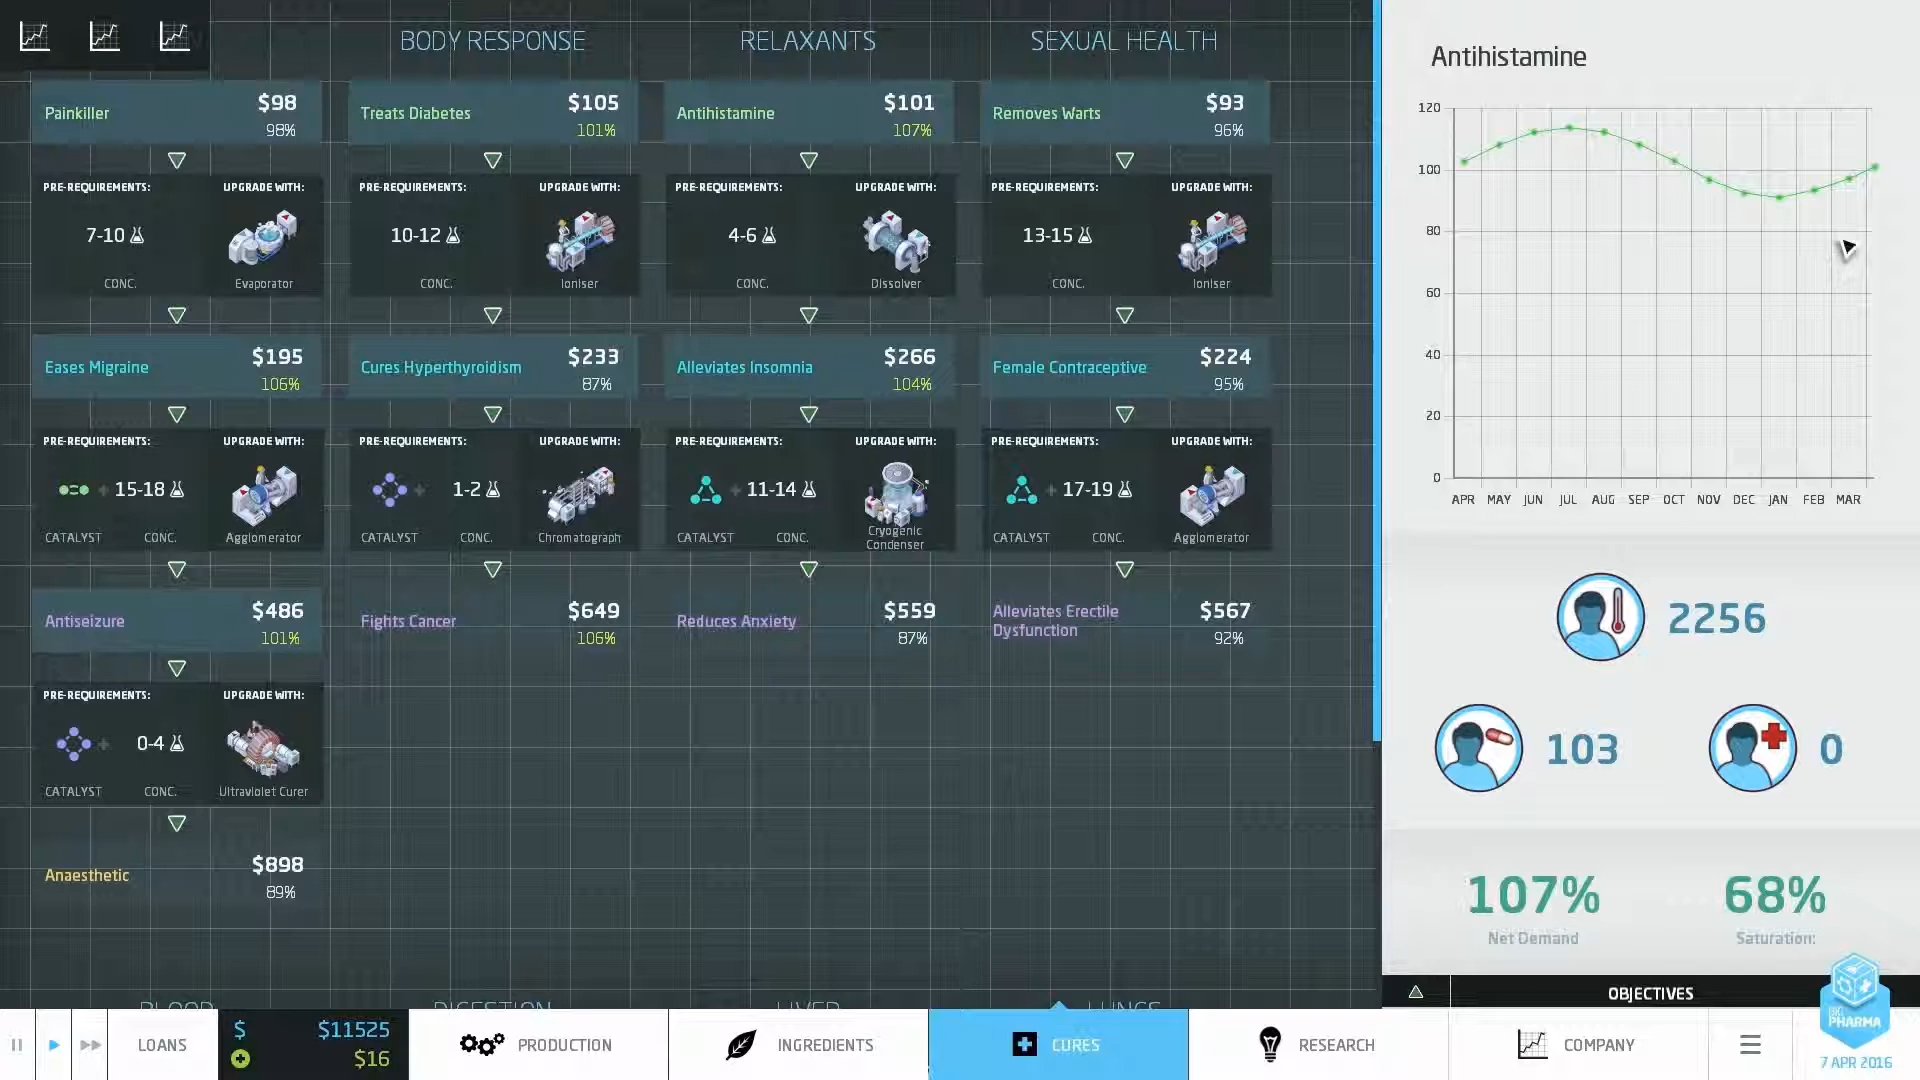 BODY RESPONSE
RELAXANTS
SEXUAL HEALTH
Painkiller
$98
98%
Treats Diabetes
$105
101%
Antihistamine
$101
107%
Removes Warts
$93
96%
PRE-REQUIREMENTS:
UPGRADE WITH:
7-10
CONC.
Evaporator
PRE-REQUIREMENTS:
UPGRADE WITH:
10-12
CONC.
Ioniser
PRE-REQUIREMENTS:
UPGRADE WITH:
4-6
CONC.
Dissolver
PRE-REQUIREMENTS:
UPGRADE WITH:
13-15
CONC.
Ioniser
Eases Migraine
$195
106%
Cures Hyperthyroidism
$233
87%
Alleviates Insomnia
$266
104%
Female Contraceptive
$224
95%
PRE-REQUIREMENTS:
UPGRADE WITH:
+ 15-18
CATALYST
CONC.
Agglomerator
PRE-REQUIREMENTS:
UPGRADE WITH:
+ 1-2
CATALYST
CONC.
Chromatograph
PRE-REQUIREMENTS:
UPGRADE WITH:
+ 11-14
CATALYST
CONC.
Cryogenic
Condenser
PRE-REQUIREMENTS:
UPGRADE WITH:
+ 17-19
CATALYST
CONC.
Agglomerator
Antiseizure
$486
101%
Fights Cancer
$649
106%
Reduces Anxiety
$559
87%
Alleviates Erectile
Dysfunction
$567
92%
PRE-REQUIREMENTS:
UPGRADE WITH:
+ 0-4
CATALYST
CONC.
Ultraviolet Curer
Anaesthetic
$898
89%
BLOOD
DIGESTION
LIVER
LUNGS
Antihistamine
120
100
80
60
40
20
0
APR MAY JUN JUL AUG SEP OCT NOV DEC JAN FEB MAR
2256
103
0
107%
Net Demand
68%
Saturation:
OBJECTIVES
LOANS
$ $11525
$16
PRODUCTION
INGREDIENTS
CURES
RESEARCH
COMPANY
BIG
PHARMA
7 APR 2016